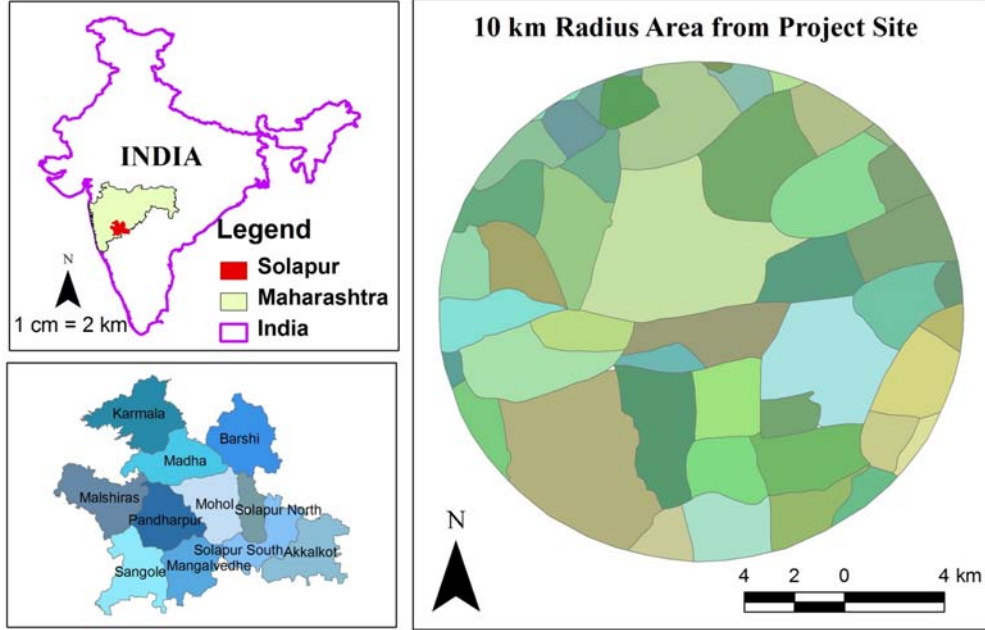 INDIA
Legend
Solapur
Maharashtra
India
N
1 cm = 2 km
Karmala
Barshi
Madha
Malshiras
Mohol
Solapur North
Pandharpur
Solapur South
Akkalkot
Sangole
Mangalvedhe
10 km Radius Area from Project Site
N
4 2 0 4 km